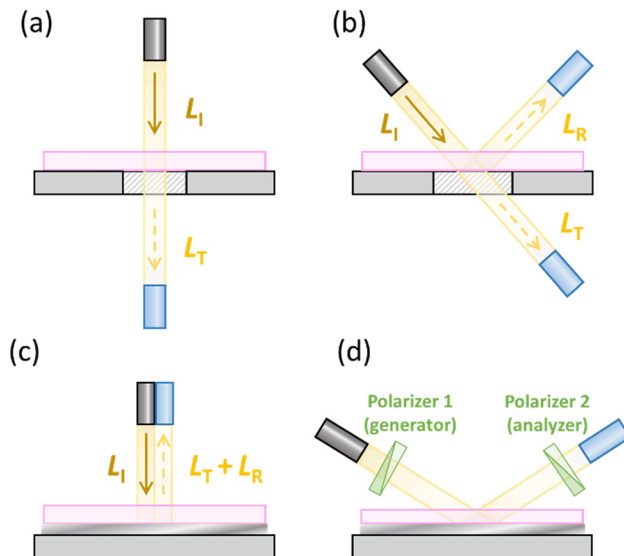 (a)
(b)
L_I
L_I
L_R
L_T
L_T
(c)
(d)
Polarizer 1
(generator)
Polarizer 2
(analyzer)
L_I
L_T + L_R